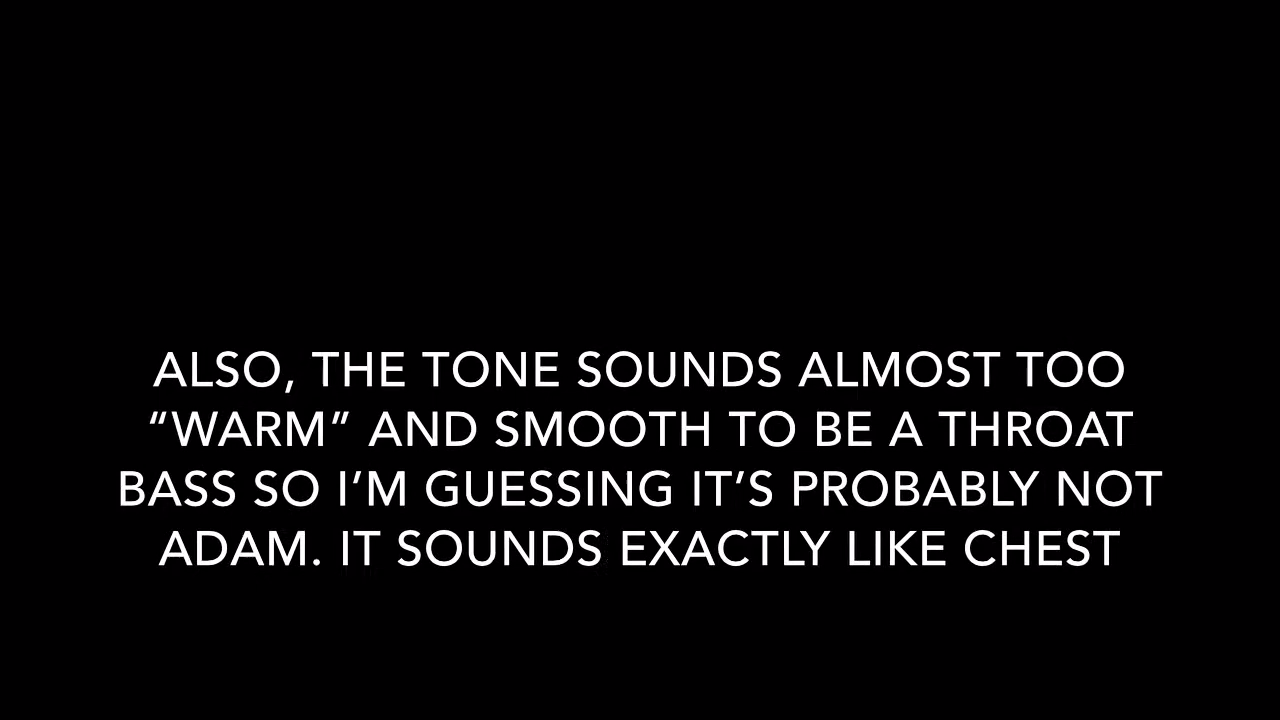 ALSO, THE TONE SOUNDS ALMOST TOO
“WARM” AND SMOOTH TO BE A THROAT
BASS SO I’M GUESSING IT’S PROBABLY NOT
ADAM. IT SOUNDS EXACTLY LIKE CHEST